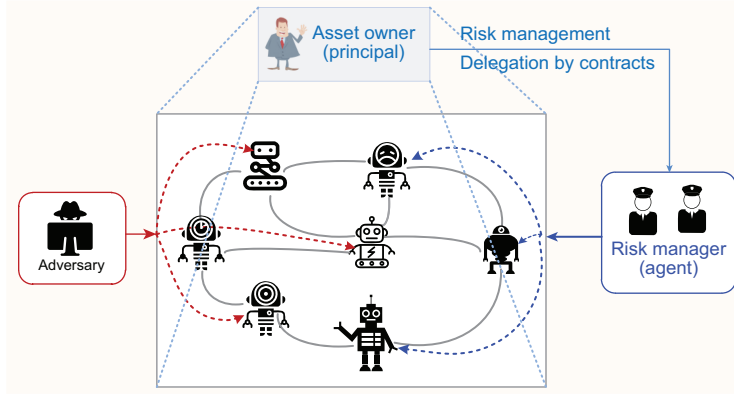 Asset owner
(principal)
Risk management
Delegation by contracts
Adversary
Risk manager
(agent)